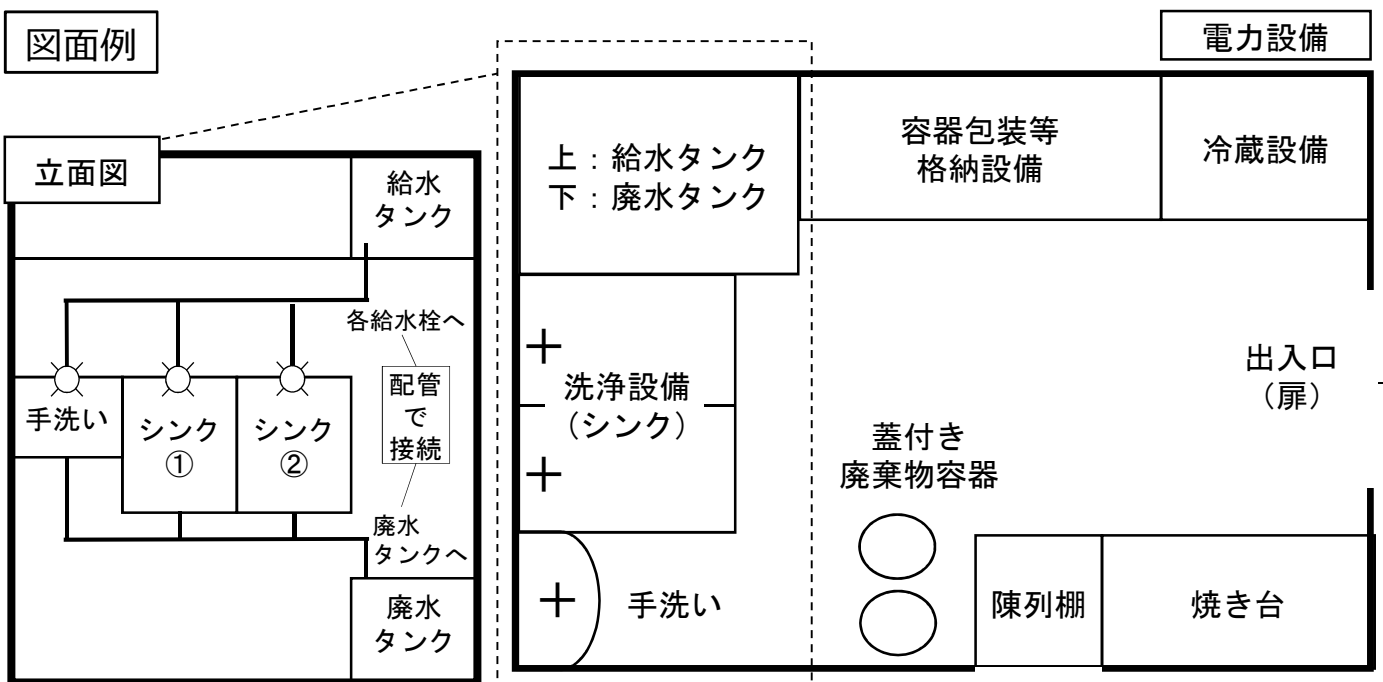 図面例
電力設備
立面図
給水
タンク
各給水栓へ
配管
で
接続
手洗い
シンク
①
シンク
②
廃水
タンクへ
廃水
タンク
上：給水タンク
下：廃水タンク
容器包装等
格納設備
冷蔵設備
洗浄設備
（シンク）
出入口
（扉）
蓋付き
廃棄物容器
手洗い
陳列棚
焼き台